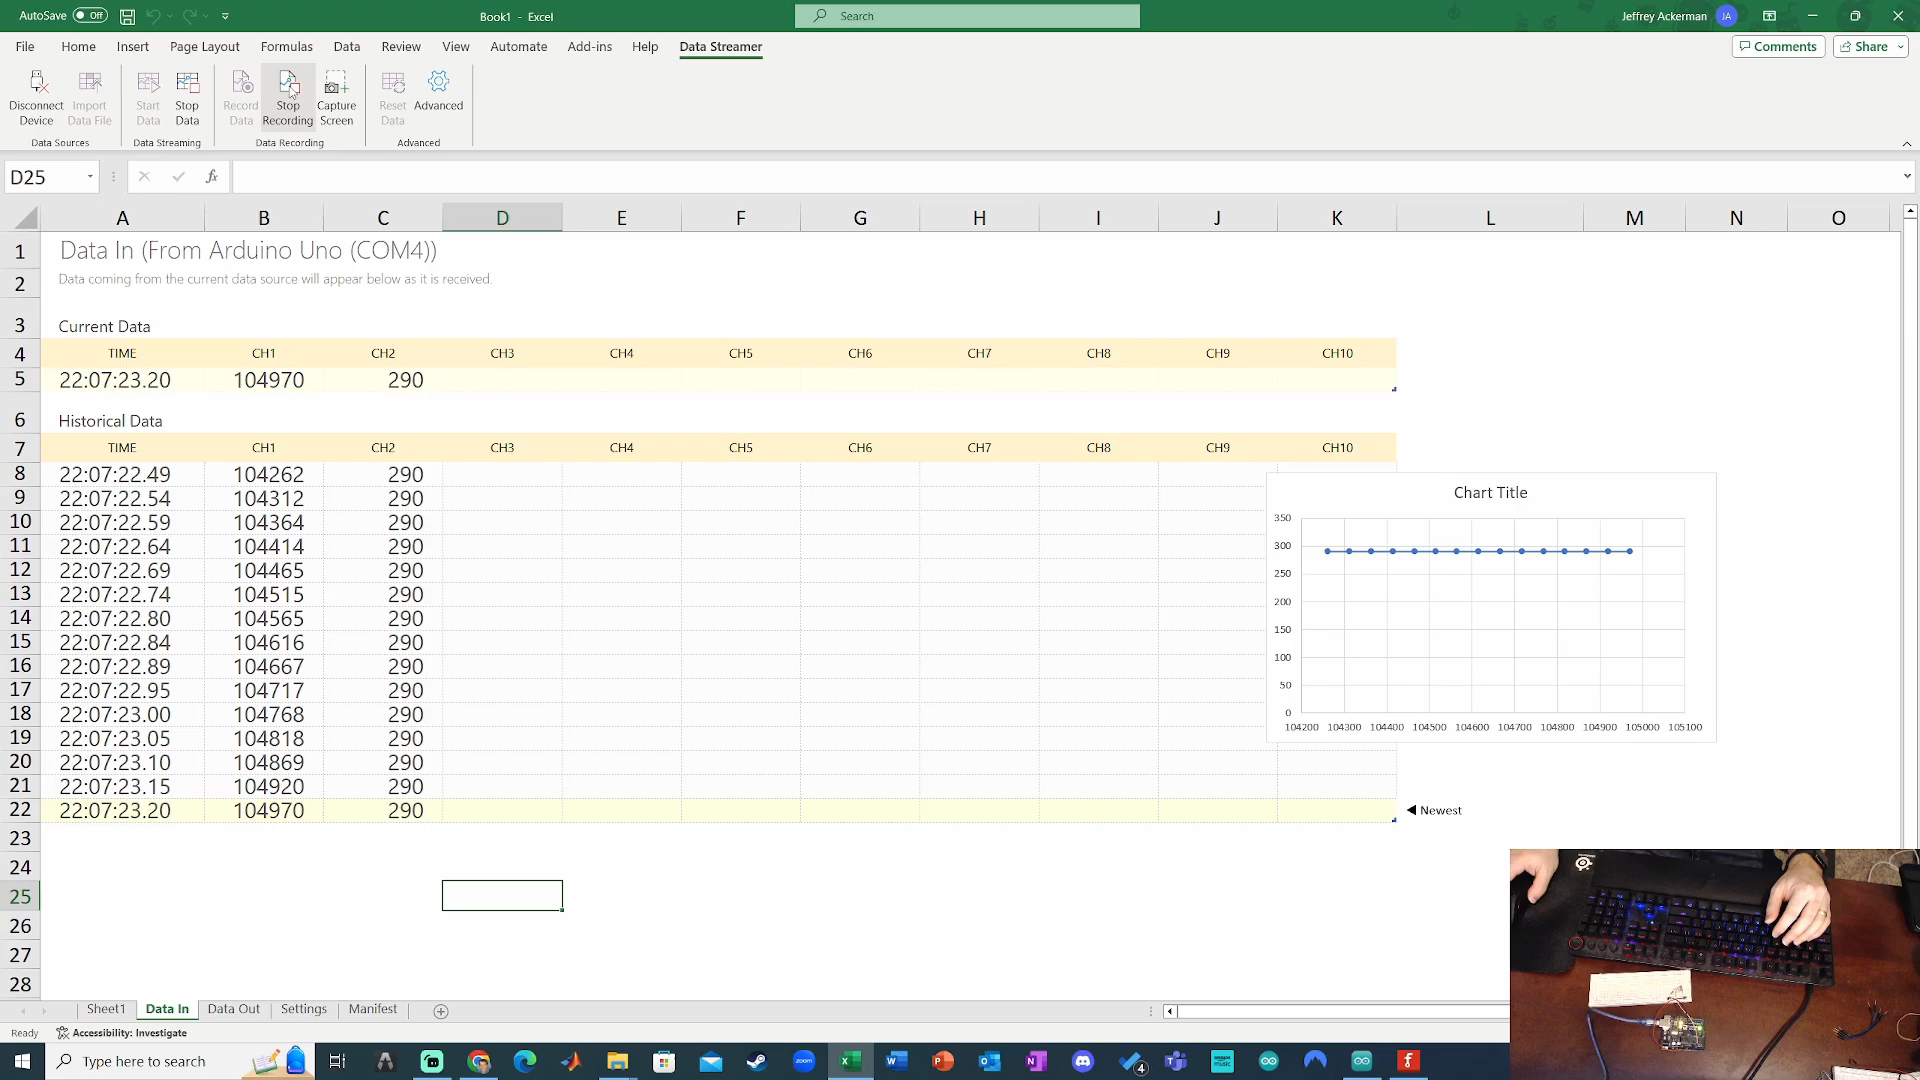 AutoSave Off
Book1 - Excel
Search
Jeffrey Ackerman JA
File Home Insert Page Layout Formulas Data Review View Automate Add-ins Help Data Streamer
Comments Share
Disconnect Device
Import Data File
Start Data
Stop Data
Record Data
Stop Recording
Capture Screen
Reset Data
Advanced
Data Sources Data Streaming Data Recording Advanced
D25 fx
A B C D E F G H I J K L M N O
1 Data In (From Arduino Uno (COM4))
2 Data coming from the current data source will appear below as it is received.
3 Current Data
4 TIME CH1 CH2 CH3 CH4 CH5 CH6 CH7 CH8 CH9 CH10
5 22:07:23.20 104970 290
6 Historical Data
7 TIME CH1 CH2 CH3 CH4 CH5 CH6 CH7 CH8 CH9 CH10
8 22:07:22.49 104262 290
9 22:07:22.54 104312 290
10 22:07:22.59 104364 290
11 22:07:22.64 104414 290
12 22:07:22.69 104465 290
13 22:07:22.74 104515 290
14 22:07:22.80 104565 290
15 22:07:22.84 104616 290
16 22:07:22.89 104667 290
17 22:07:22.95 104717 290
18 22:07:23.00 104768 290
19 22:07:23.05 104818 290
20 22:07:23.10 104869 290
21 22:07:23.15 104920 290
22 22:07:23.20 104970 290
Newest
23
24
25
26
27
28
Chart Title
350
300
250
200
150
100
50
0
104200 104300 104400 104500 104600 104700 104800 104900 105000 105100
Sheet1 Data In Data Out Settings Manifest
Ready Accessibility: Investigate
Type here to search
zoom
4
amazon music